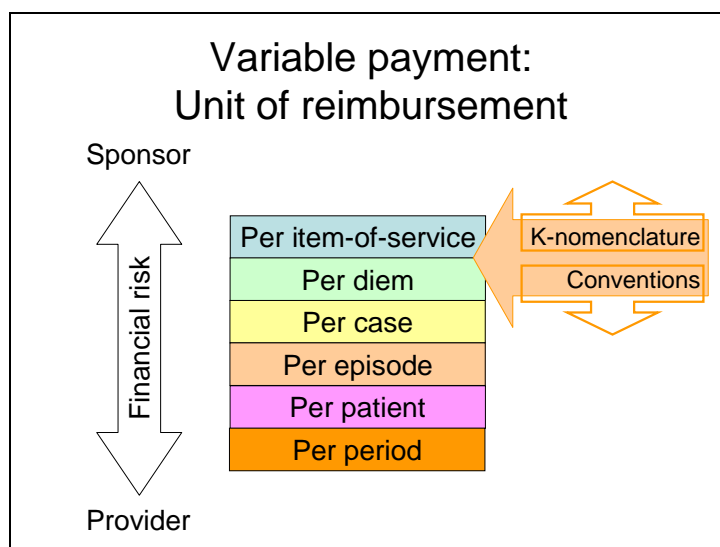 Variable payment:
Unit of reimbursement
Sponsor
Financial risk
Provider
Per item-of-service
Per diem
Per case
Per episode
Per patient
Per period
K-nomenclature
Conventions